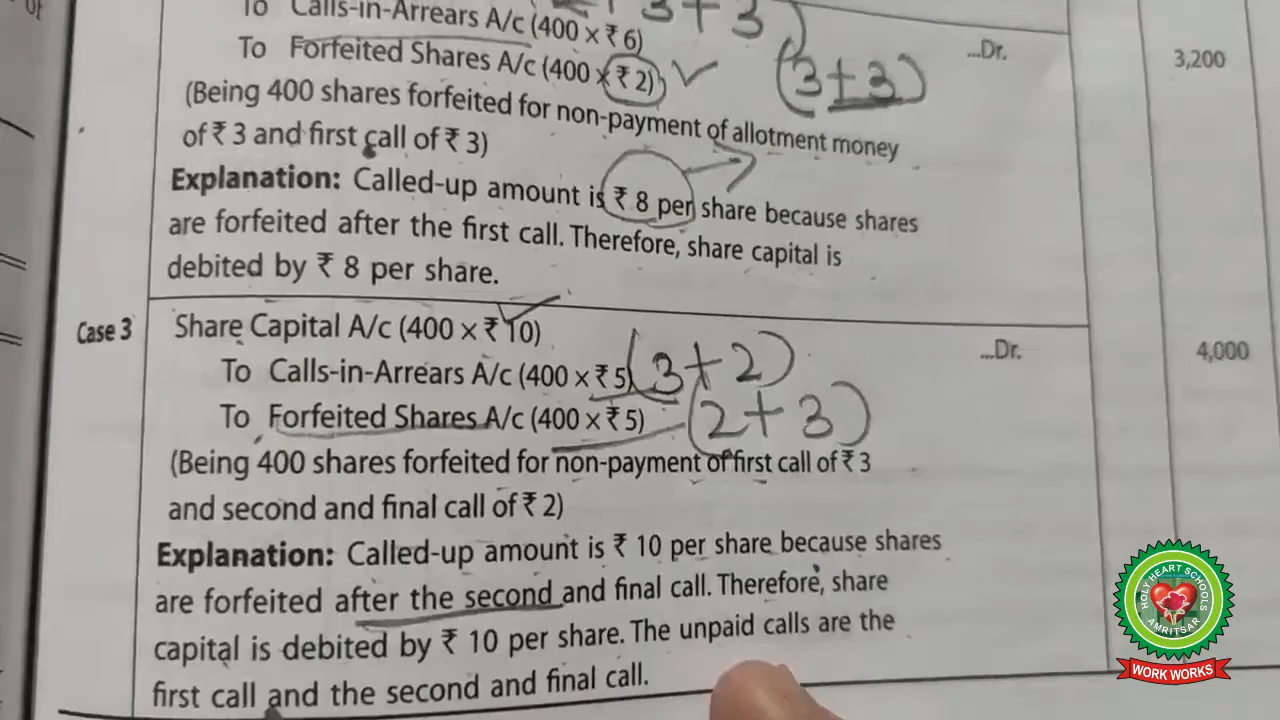 of
To Calls-in-Arrears A/c (400 × ₹ 6) + 3 + 3)
To Forfeited Shares A/c (400 × ₹ 2) (3+3) ...Dr. 3,200
(Being 400 shares forfeited for non-payment of allotment money
of ₹ 3 and first call of ₹ 3)
Explanation: Called-up amount is ₹ 8 per share because shares
are forfeited after the first call. Therefore, share capital is
debited by ₹ 8 per share.
Case 3 Share Capital A/c (400 × ₹ 10) ...Dr. 4,000
To Calls-in-Arrears A/c (400 × ₹ 5) (3+2)
To Forfeited Shares A/c (400 × ₹ 5) (2+3)
(Being 400 shares forfeited for non-payment of first call of ₹ 3
and second and final call of ₹ 2)
Explanation: Called-up amount is ₹ 10 per share because shares
are forfeited after the second and final call. Therefore, share
capital is debited by ₹ 10 per share. The unpaid calls are the
first call and the second and final call.
HOLY HEART SCHOOLS
AMRITSAR
WORK WORKS